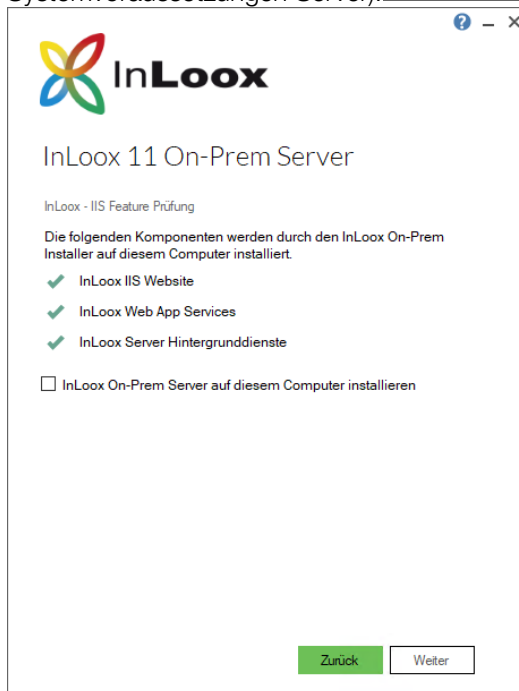 Systemvoraussetzungen Server).
InLoox
InLoox 11 On-Prem Server
InLoox - IIS Feature Prüfung
Die folgenden Komponenten werden durch den InLoox On-Prem
Installer auf diesem Computer installiert.
InLoox IIS Website
InLoox Web App Services
InLoox Server Hintergrunddienste
InLoox On-Prem Server auf diesem Computer installieren
Zurück Weiter